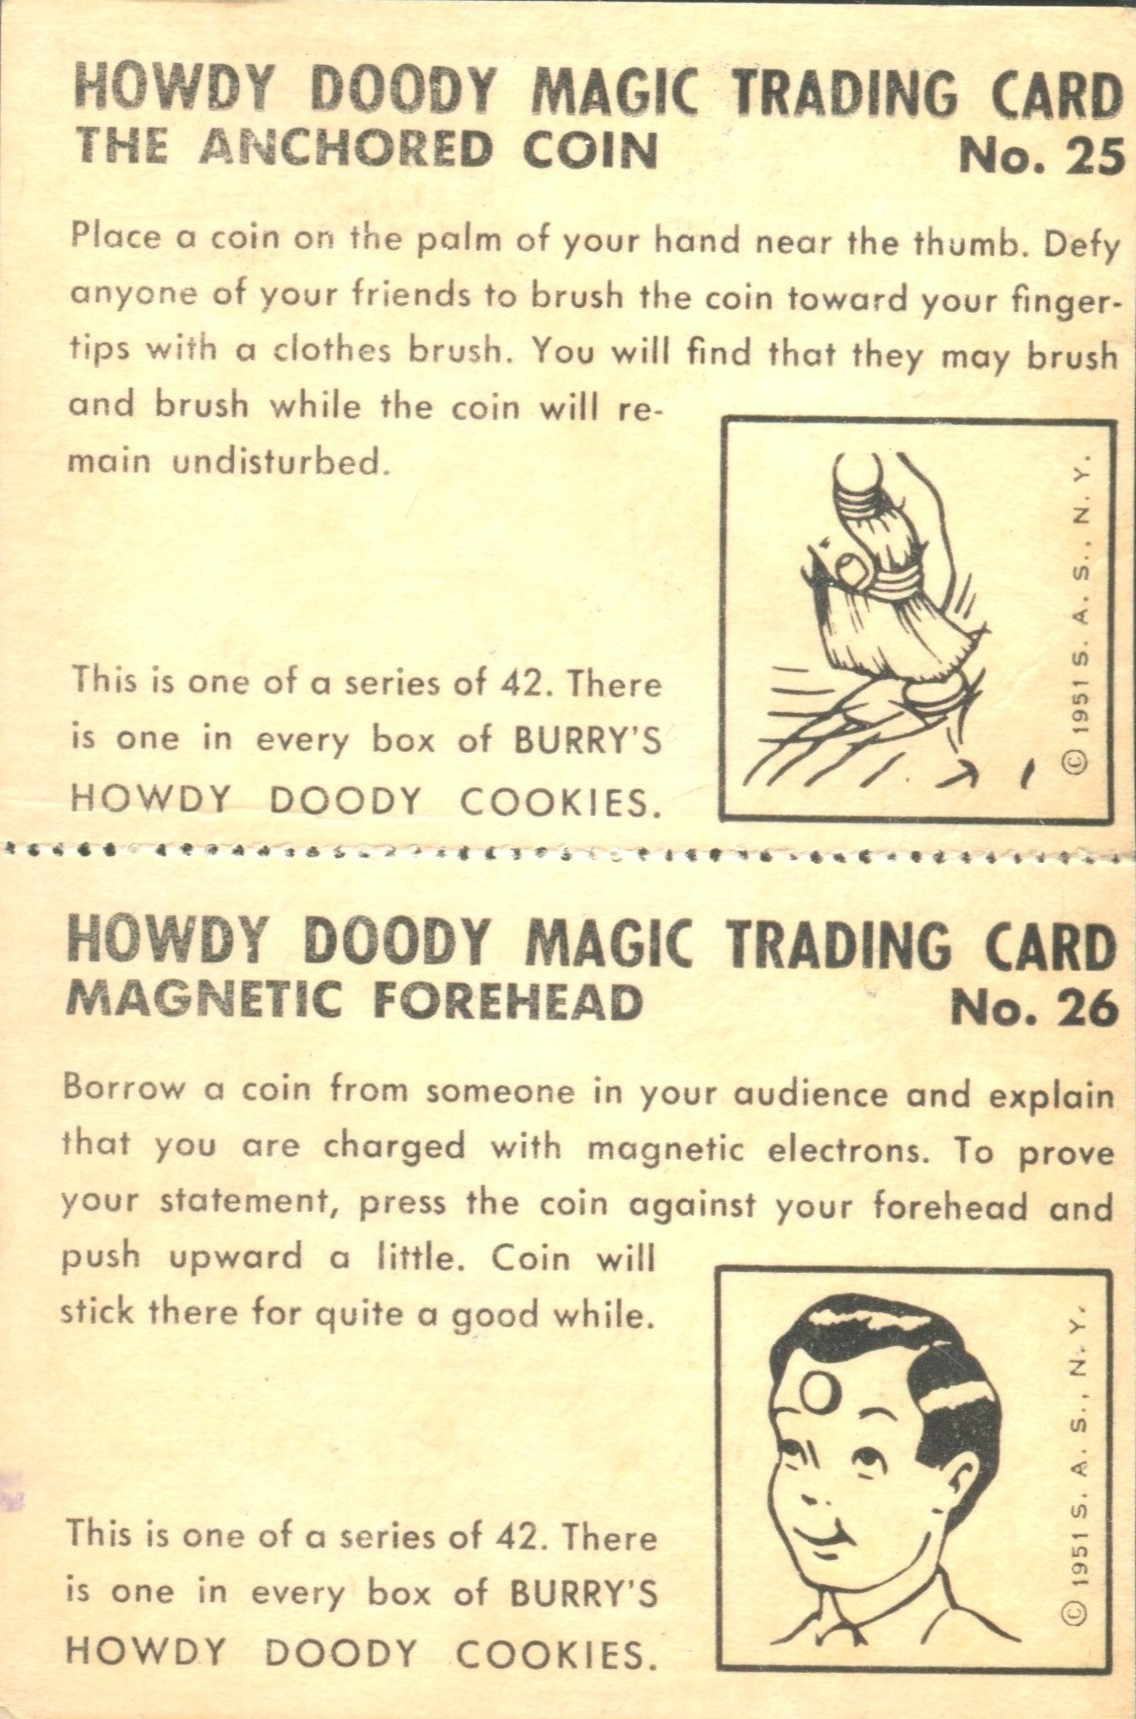 HOWDY DOODY MAGIC TRADING CARD
THE ANCHORED COIN No. 25
Place a coin on the palm of your hand near the thumb. Defy
anyone of your friends to brush the coin toward your finger-
tips with a clothes brush. You will find that they may brush
and brush while the coin will re-
main undisturbed.
This is one of a series of 42. There
is one in every box of BURRY'S
HOWDY DOODY COOKIES.
© 1951 S. A. S., N. Y.
HOWDY DOODY MAGIC TRADING CARD
MAGNETIC FOREHEAD No. 26
Borrow a coin from someone in your audience and explain
that you are charged with magnetic electrons. To prove
your statement, press the coin against your forehead and
push upward a little. Coin will
stick there for quite a good while.
This is one of a series of 42. There
is one in every box of BURRY'S
HOWDY DOODY COOKIES.
© 1951 S. A. S., N. Y.